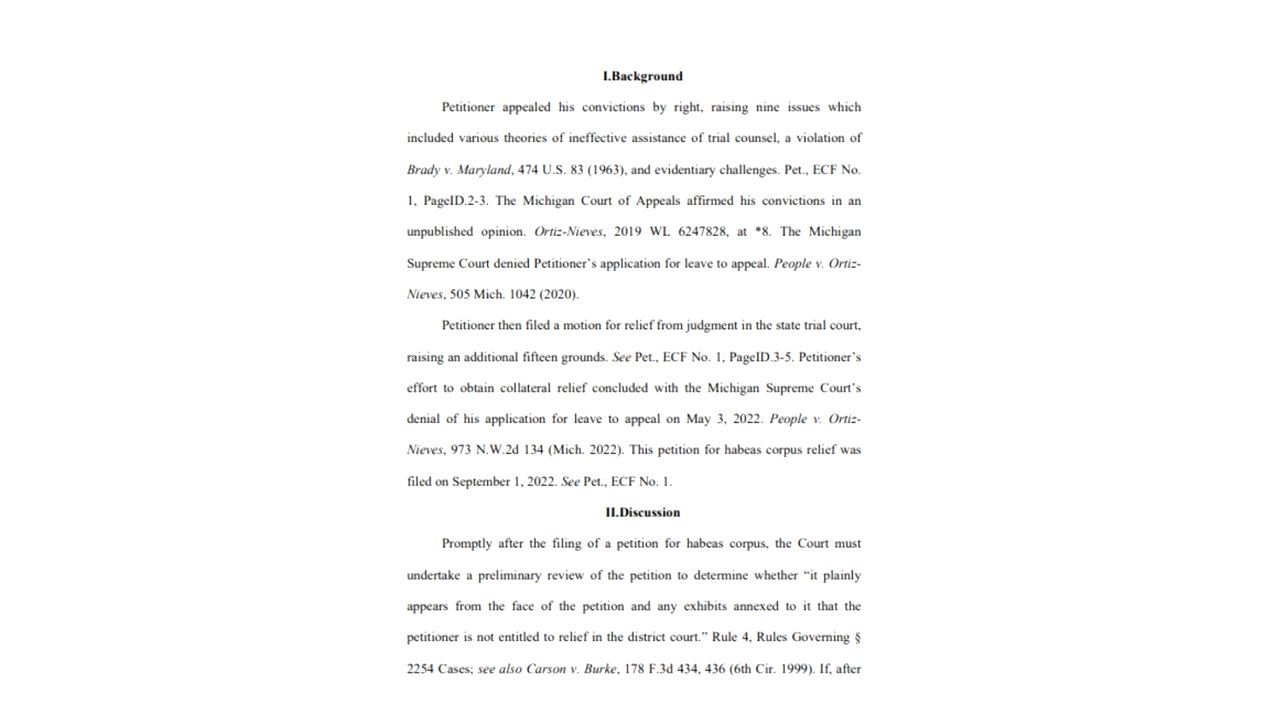 I.Background
Petitioner appealed his convictions by right, raising nine issues which
included various theories of ineffective assistance of trial counsel, a violation of
Brady v. Maryland, 474 U.S. 83 (1963), and evidentiary challenges. Pet., ECF No.
1, PageID.2-3. The Michigan Court of Appeals affirmed his convictions in an
unpublished opinion. Ortiz-Nieves, 2019 WL 6247828, at *8. The Michigan
Supreme Court denied Petitioner’s application for leave to appeal. People v. Ortiz-
Nieves, 505 Mich. 1042 (2020).
Petitioner then filed a motion for relief from judgment in the state trial court,
raising an additional fifteen grounds. See Pet., ECF No. 1, PageID.3-5. Petitioner’s
effort to obtain collateral relief concluded with the Michigan Supreme Court’s
denial of his application for leave to appeal on May 3, 2022. People v. Ortiz-
Nieves, 973 N.W.2d 134 (Mich. 2022). This petition for habeas corpus relief was
filed on September 1, 2022. See Pet., ECF No. 1.
II.Discussion
Promptly after the filing of a petition for habeas corpus, the Court must
undertake a preliminary review of the petition to determine whether “it plainly
appears from the face of the petition and any exhibits annexed to it that the
petitioner is not entitled to relief in the district court.” Rule 4, Rules Governing §
2254 Cases; see also Carson v. Burke, 178 F.3d 434, 436 (6th Cir. 1999). If, after